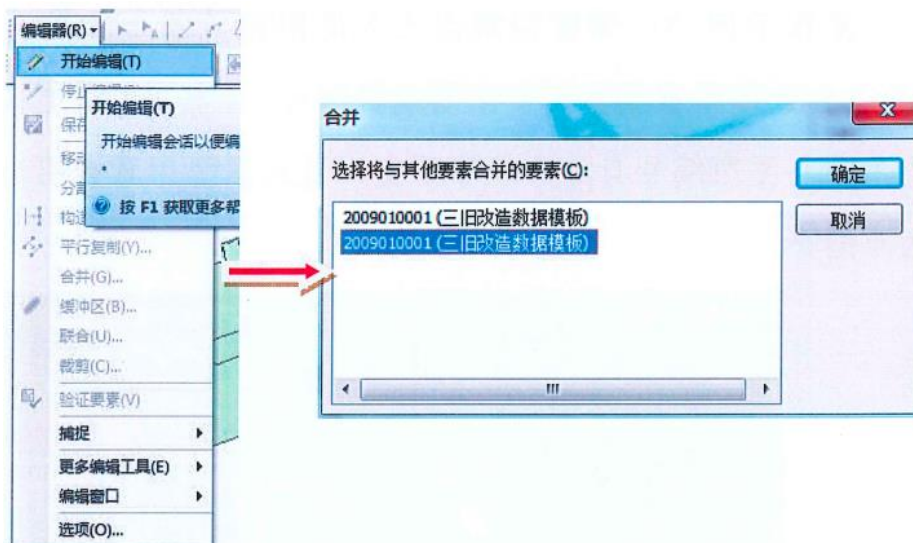 编辑器(R)
开始编辑(T)
开始编辑(T)
开始编辑会话以便编
按 F1 获取更多帮
平行复制(Y)...
合并(G)...
缓冲区(B)...
联合(U)...
裁剪(C)...
验证要素(V)
捕捉
更多编辑工具(E)
编辑窗口
选项(O)...
合并
选择将与其他要素合并的要素(C):
2009010001 (三旧改造数据模板)
2009010001 (三旧改造数据模板)
确定
取消